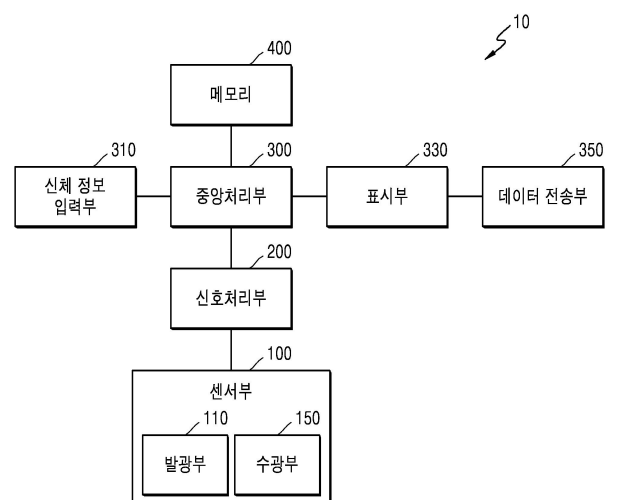 10
400
메모리
310
300
330
350
신체 정보
입력부
중앙처리부
표시부
데이터 전송부
200
신호처리부
100
센서부
110
150
발광부
수광부